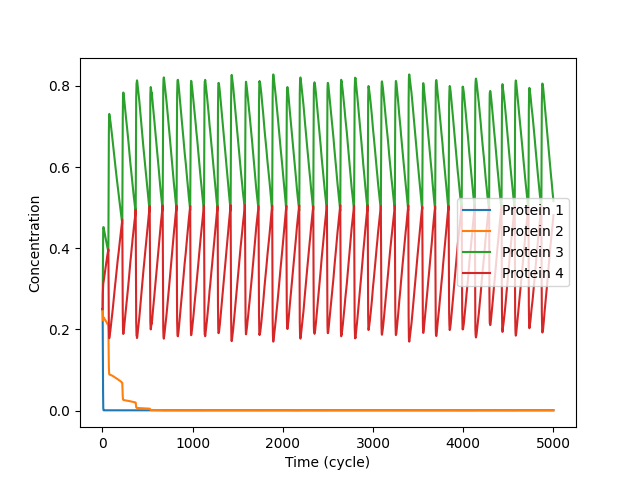 0.8
0.6
0.4
0.2
0.0
Concentration
0 1000 2000 3000 4000 5000
Time (cycle)
Protein 1
Protein 2
Protein 3
Protein 4